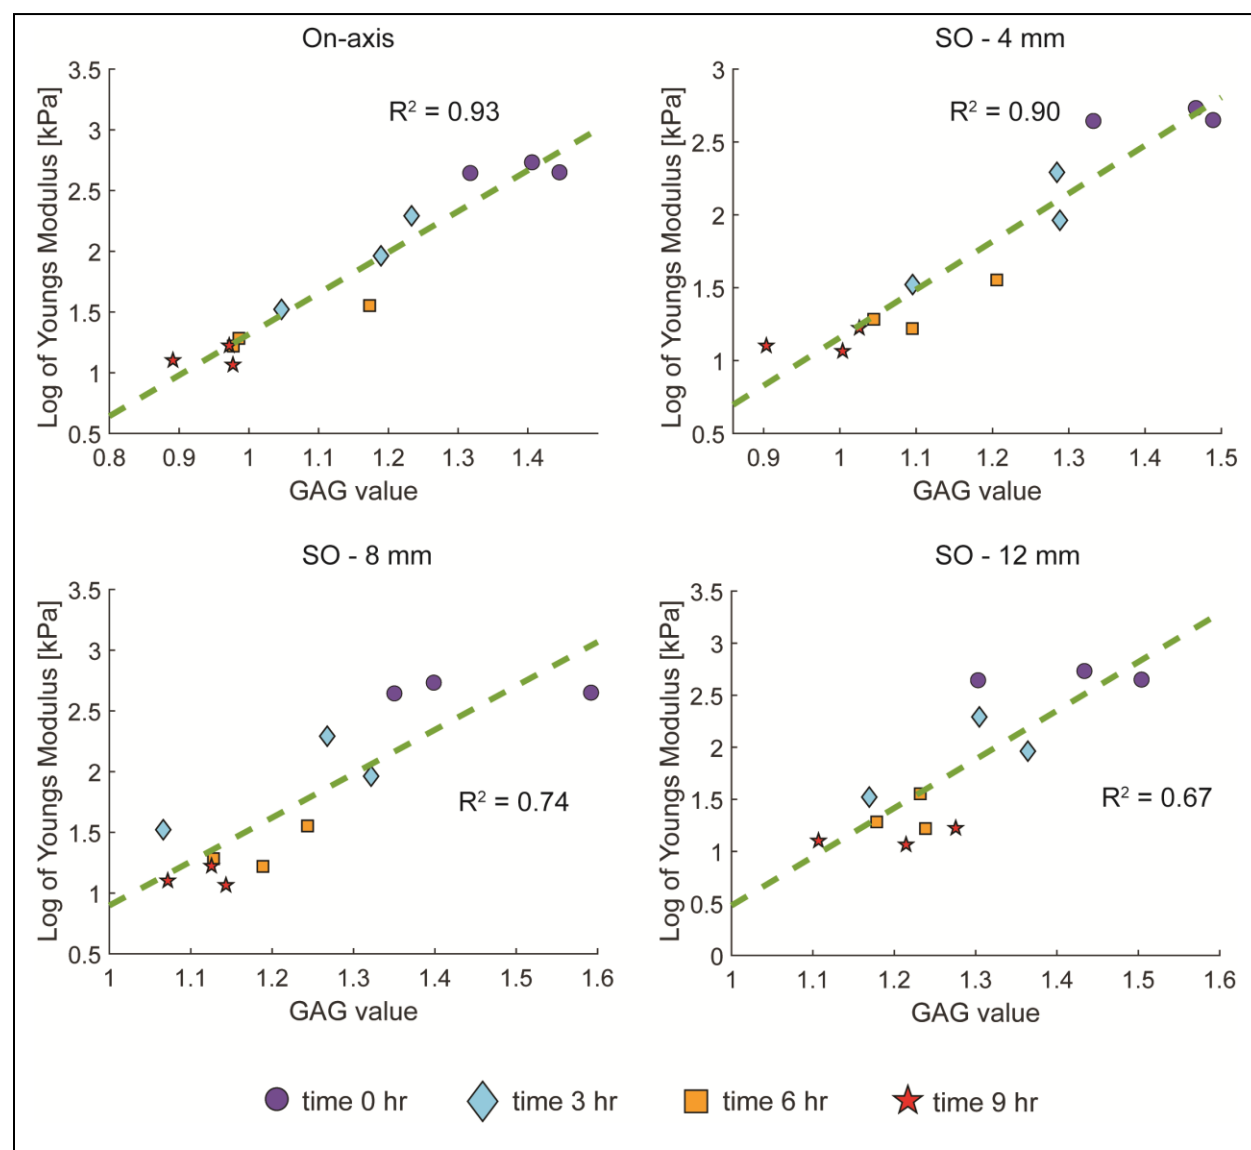 On-axis
Log of Youngs Modulus [kPa]
3.5
3
2.5
2
1.5
1
0.5
R² = 0.93
0.8 0.9 1 1.1 1.2 1.3 1.4
GAG value
SO - 4 mm
Log of Youngs Modulus [kPa]
3
2.5
2
1.5
1
0.5
R² = 0.90
0.9 1 1.1 1.2 1.3 1.4 1.5
GAG value
SO - 8 mm
Log of Youngs Modulus [kPa]
3.5
3
2.5
2
1.5
1
0.5
R² = 0.74
1 1.1 1.2 1.3 1.4 1.5 1.6
GAG value
SO - 12 mm
Log of Youngs Modulus [kPa]
3.5
3
2.5
2
1.5
1
0.5
0
R² = 0.67
1 1.1 1.2 1.3 1.4 1.5 1.6
GAG value
time 0 hr time 3 hr time 6 hr time 9 hr